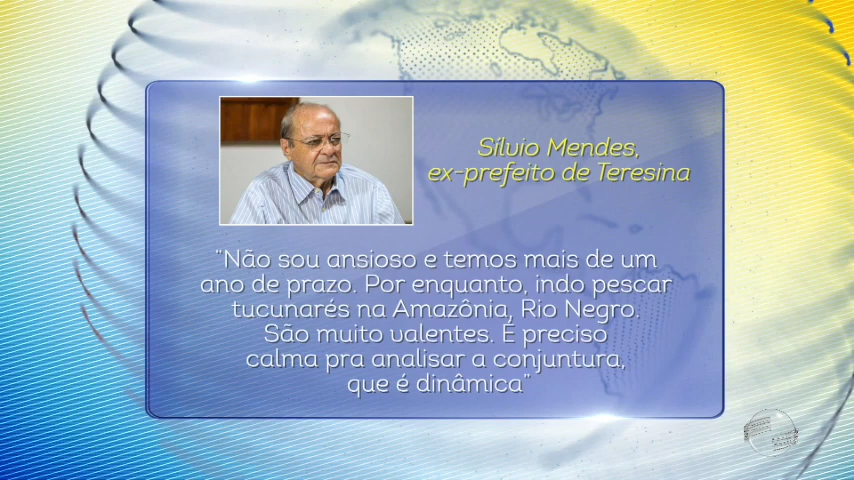 Sílvio Mendes,
ex-prefeito de Teresina
"Não sou ansioso e temos mais de um
ano de prazo. Por enquanto, indo pescar
tucunarés na Amazônia, Rio Negro.
São muito valentes. É preciso
calma pra analisar a conjuntura,
que é dinâmica"